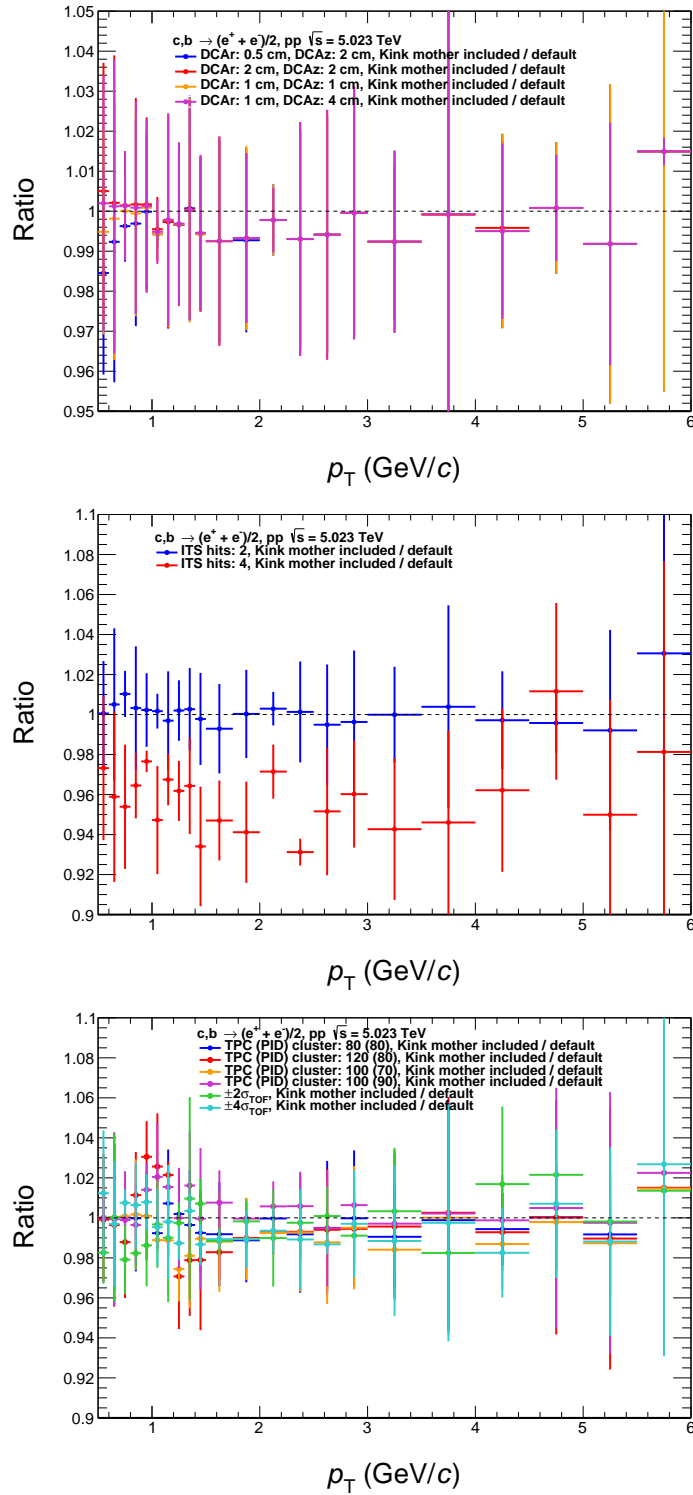 1.05
1.04
1.03
1.02
1.01
1
0.99
0.98
0.97
0.96
0.95
Ratio
c,b → (e⁺ + e⁻)/2, pp √s = 5.023 TeV
DCAr: 0.5 cm, DCAz: 2 cm, Kink mother included / default
DCAr: 2 cm, DCAz: 2 cm, Kink mother included / default
DCAr: 1 cm, DCAz: 1 cm, Kink mother included / default
DCAr: 1 cm, DCAz: 4 cm, Kink mother included / default
1 2 3 4 5 6
p_T (GeV/c)
1.1
1.08
1.06
1.04
1.02
1
0.98
0.96
0.94
0.92
0.9
Ratio
c,b → (e⁺ + e⁻)/2, pp √s = 5.023 TeV
ITS hits: 2, Kink mother included / default
ITS hits: 4, Kink mother included / default
1 2 3 4 5 6
p_T (GeV/c)
1.1
1.08
1.06
1.04
1.02
1
0.98
0.96
0.94
0.92
0.9
Ratio
c,b → (e⁺ + e⁻)/2, pp √s = 5.023 TeV
TPC (PID) cluster: 80 (80), Kink mother included / default
TPC (PID) cluster: 120 (80), Kink mother included / default
TPC (PID) cluster: 100 (70), Kink mother included / default
TPC (PID) cluster: 100 (90), Kink mother included / default
±2σ_TOF, Kink mother included / default
±4σ_TOF, Kink mother included / default
1 2 3 4 5 6
p_T (GeV/c)